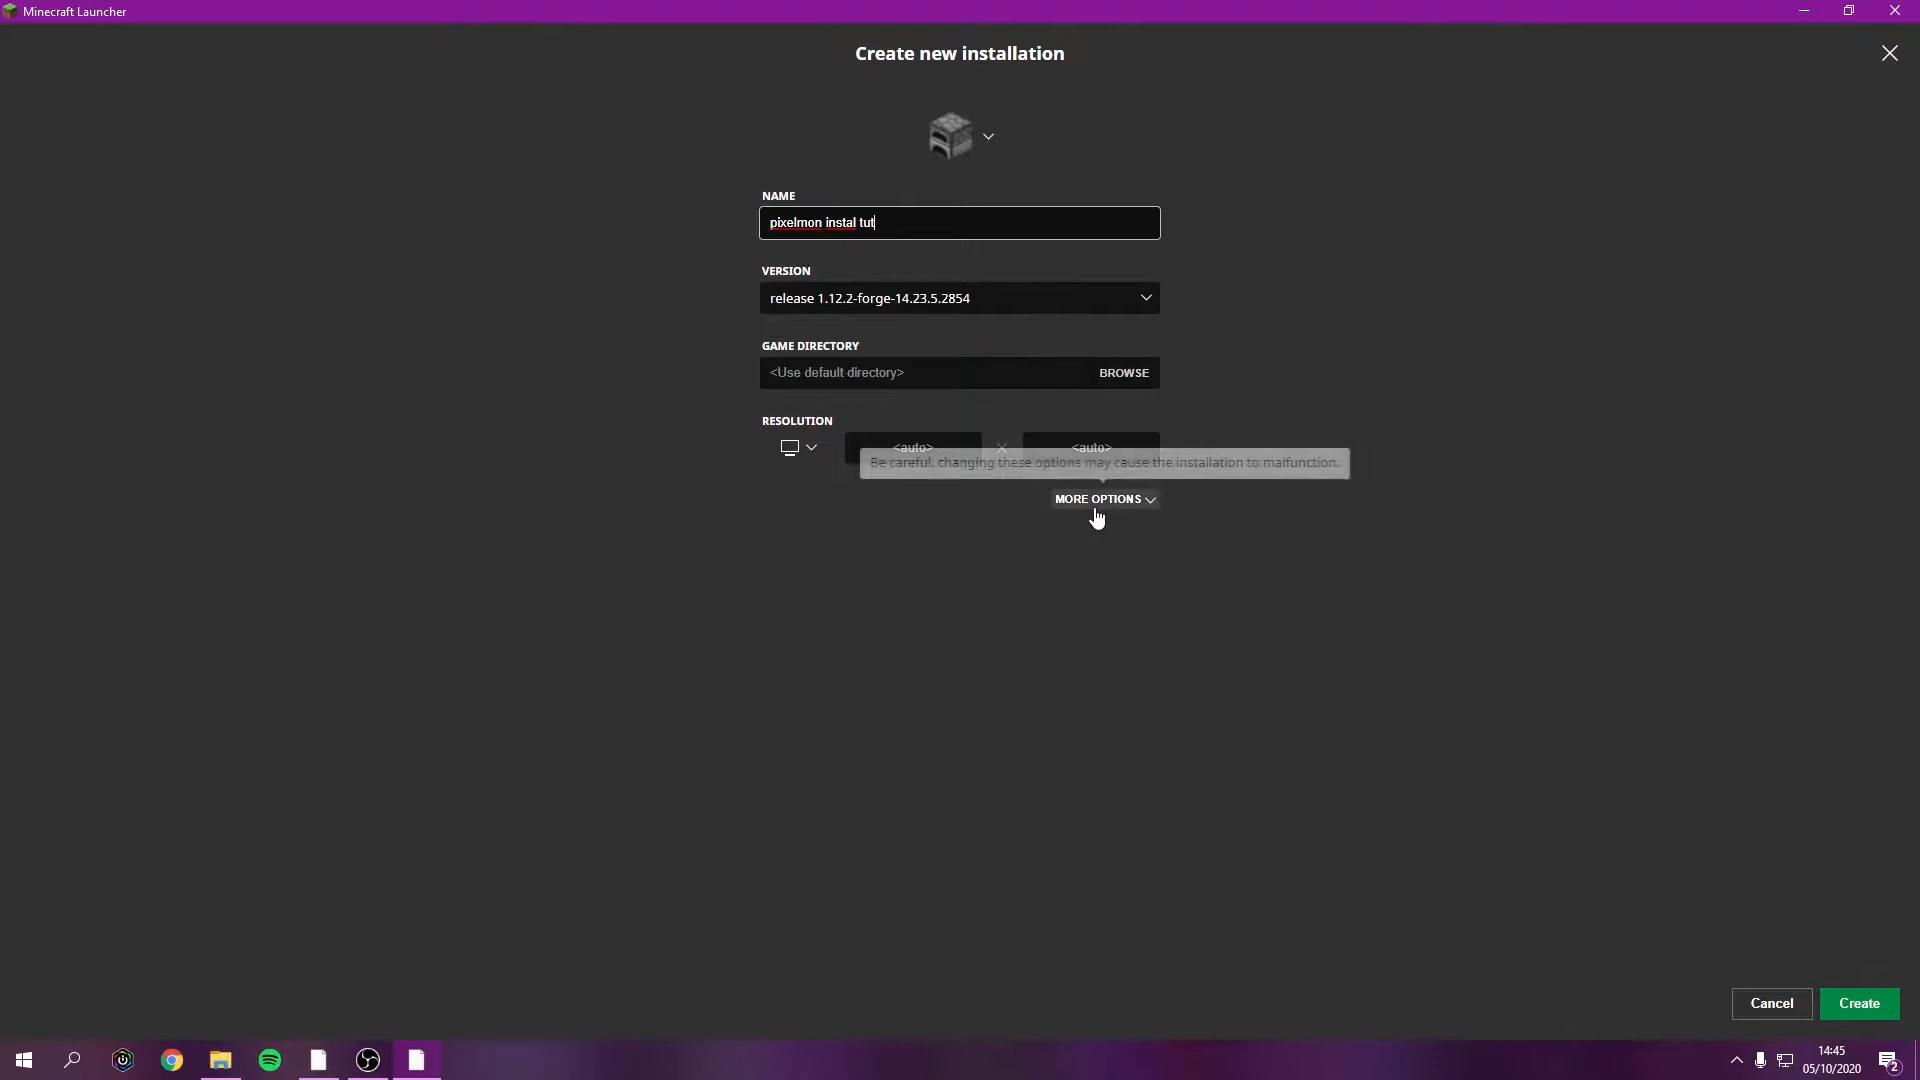 Minecraft Launcher
Create new installation
NAME
pixelmon instal tut
VERSION
release 1.12.2-forge-14.23.5.2854
GAME DIRECTORY
<Use default directory>
BROWSE
RESOLUTION
<auto>
<auto>
Be careful, changing these options may cause the installation to malfunction.
MORE OPTIONS
Cancel
Create
14:45
05/10/2020
2